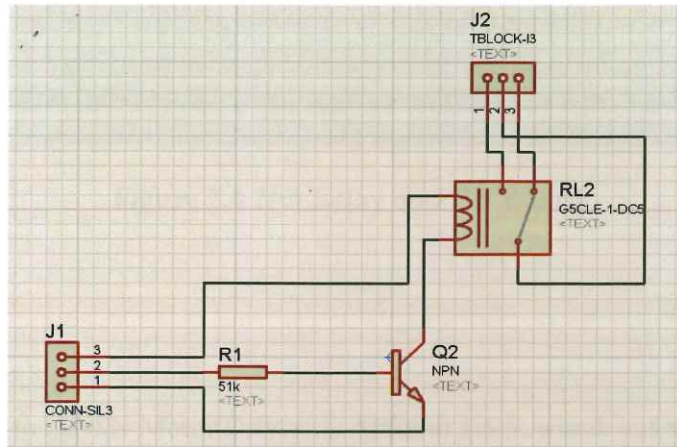 J2
TBLOCK-I3
<TEXT>
1
2
3
RL2
G5CLE-1-DC5
<TEXT>
J1
3
2
1
CONN-SIL3
<TEXT>
R1
51k
<TEXT>
Q2
NPN
<TEXT>